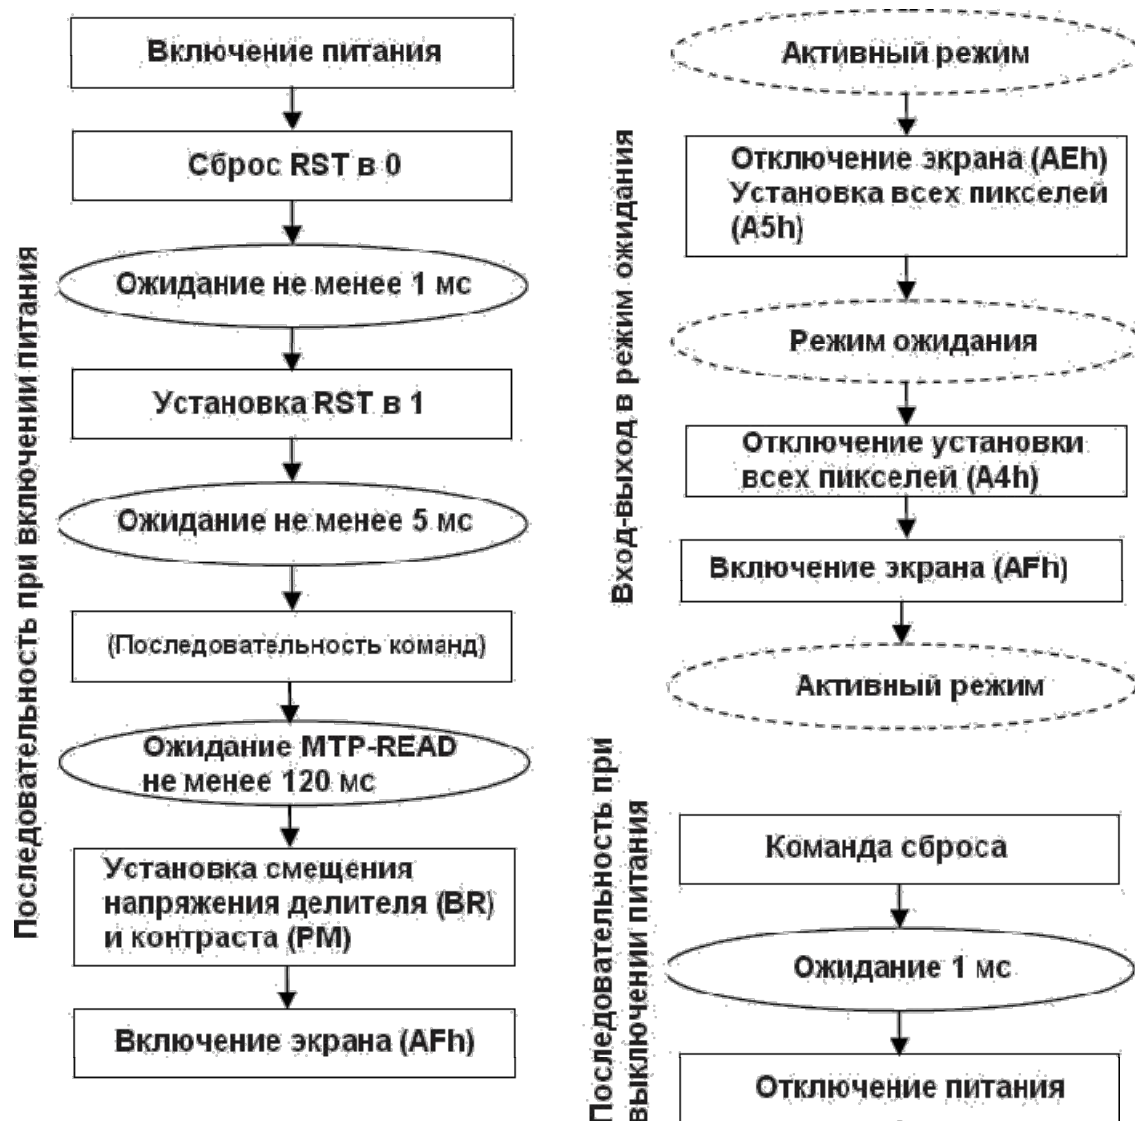 Последовательность при включении питания
Включение питания
Сброс RST в 0
Ожидание не менее 1 мс
Установка RST в 1
Ожидание не менее 5 мс
(Последовательность команд)
Ожидание MTP-READ
не менее 120 мс
Установка смещения
напряжения делителя (BR)
и контраста (PM)
Включение экрана (AFh)
Вход-выход в режим ожидания
Активный режим
Отключение экрана (AEh)
Установка всех пикселей
(A5h)
Режим ожидания
Отключение установки
всех пикселей (A4h)
Включение экрана (AFh)
Активный режим
Последовательность при
выключении питания
Команда сброса
Ожидание 1 мс
Отключение питания